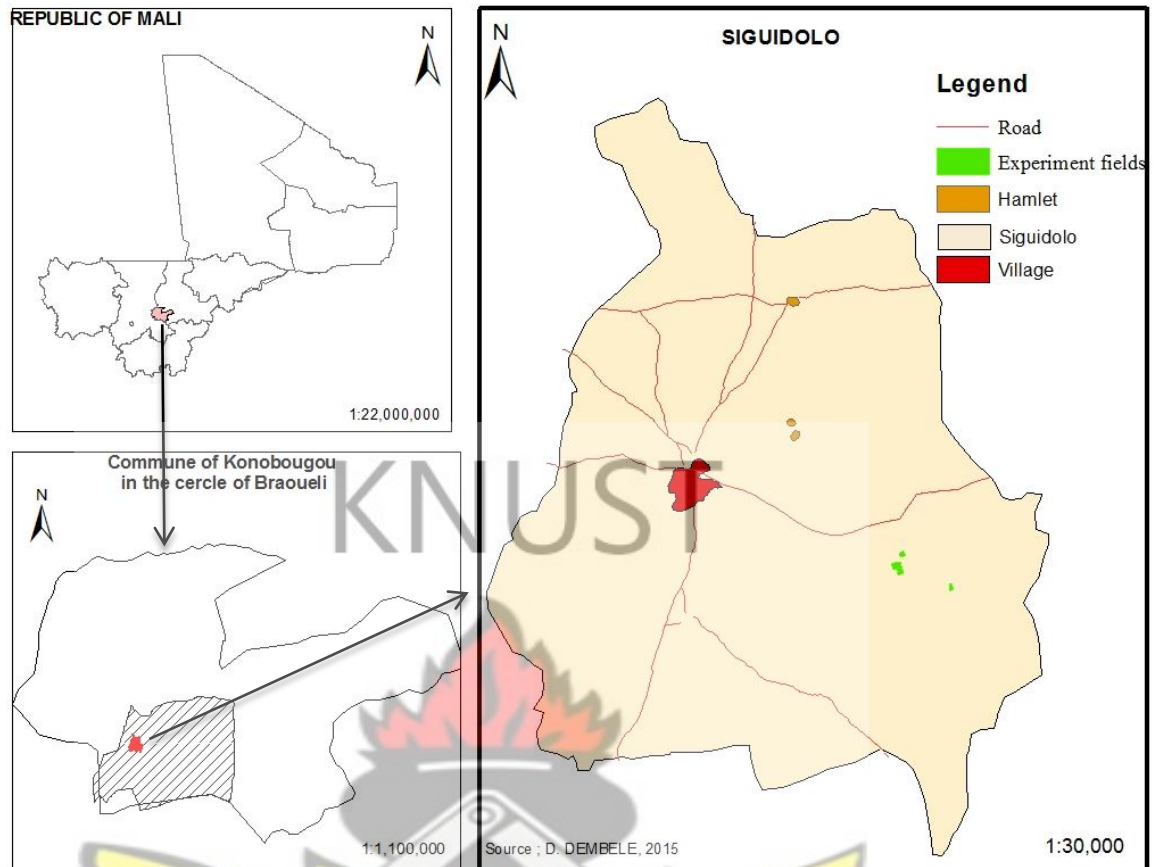 REPUBLIC OF MALI
N
1:22,000,000
Commune of Konobougou
in the cercle of Braoueli
N
1:1,100,000
SIGUIDOLO
N
Legend
Road
Experiment fields
Hamlet
Siguidolo
Village
KNUST
Source ; D. DEMBELE, 2015
1:30,000